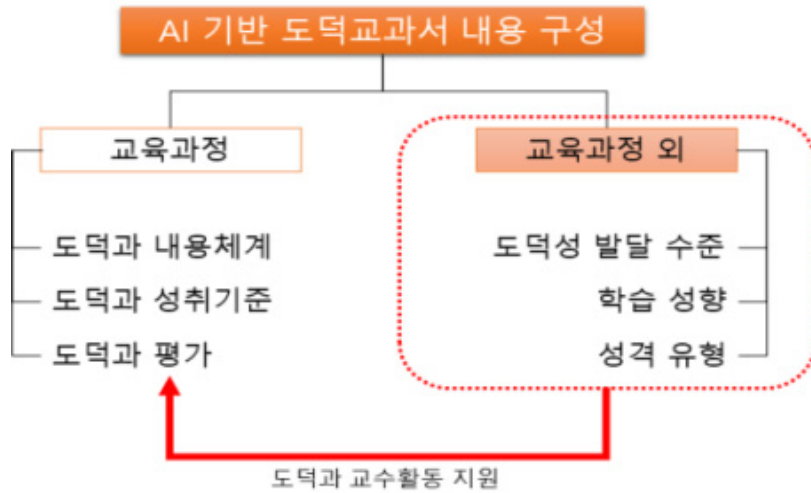 AI 기반 도덕교과서 내용 구성
교육과정
도덕과 내용체계
도덕과 성취기준
도덕과 평가
교육과정 외
도덕성 발달 수준
학습 성향
성격 유형
도덕과 교수활동 지원